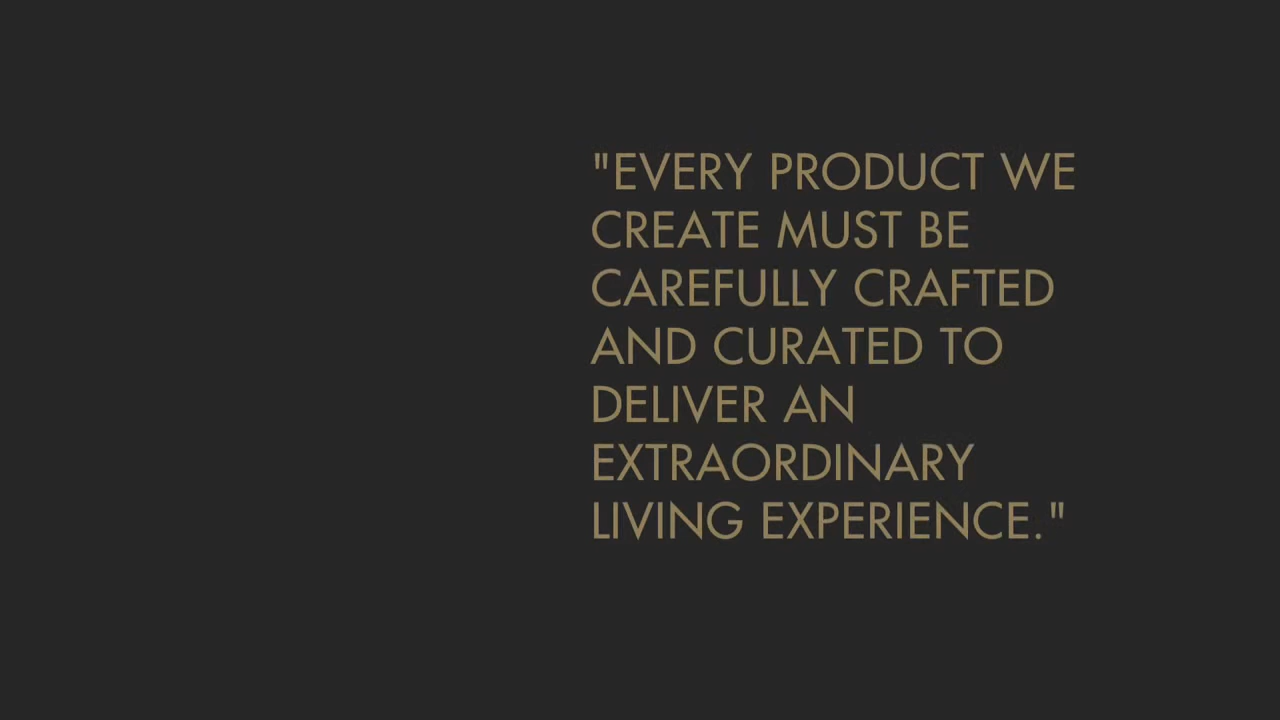 "EVERY PRODUCT WE
CREATE MUST BE
CAREFULLY CRAFTED
AND CURATED TO
DELIVER AN
EXTRAORDINARY
LIVING EXPERIENCE."